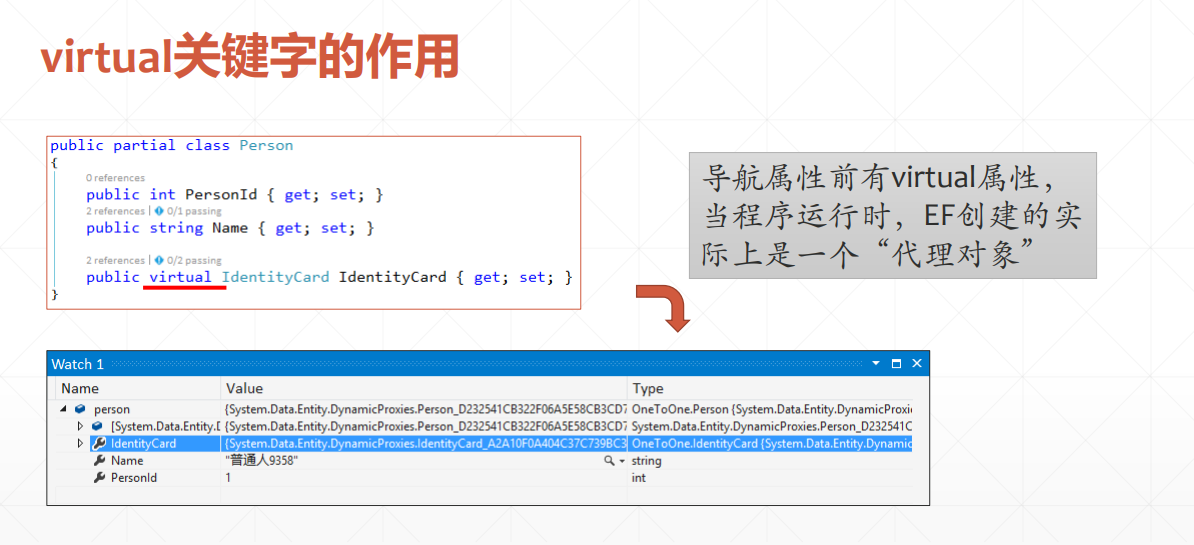 virtual关键字的作用
public partial class Person
{
0 references
public int PersonId { get; set; }
2 references | 0/1 passing
public string Name { get; set; }
2 references | 0/2 passing
public virtual IdentityCard IdentityCard { get; set; }
}
导航属性前有virtual属性，
当程序运行时，EF创建的实
际上是一个“代理对象”
Watch 1
Name Value Type
person {System.Data.Entity.DynamicProxies.Person_D232541CB322F06A5E58CB3CD7 OneToOne.Person {System.Data.Entity.DynamicProxi
[System.Data.Entity.D {System.Data.Entity.DynamicProxies.Person_D232541CB322F06A5E58CB3CD7 System.Data.Entity.DynamicProxies.Person_D232541C
IdentityCard {System.Data.Entity.DynamicProxies.IdentityCard_A2A10F0A404C37C739BC3 OneToOne.IdentityCard {System.Data.Entity.Dynamic
Name "普通人9358" string
PersonId 1 int